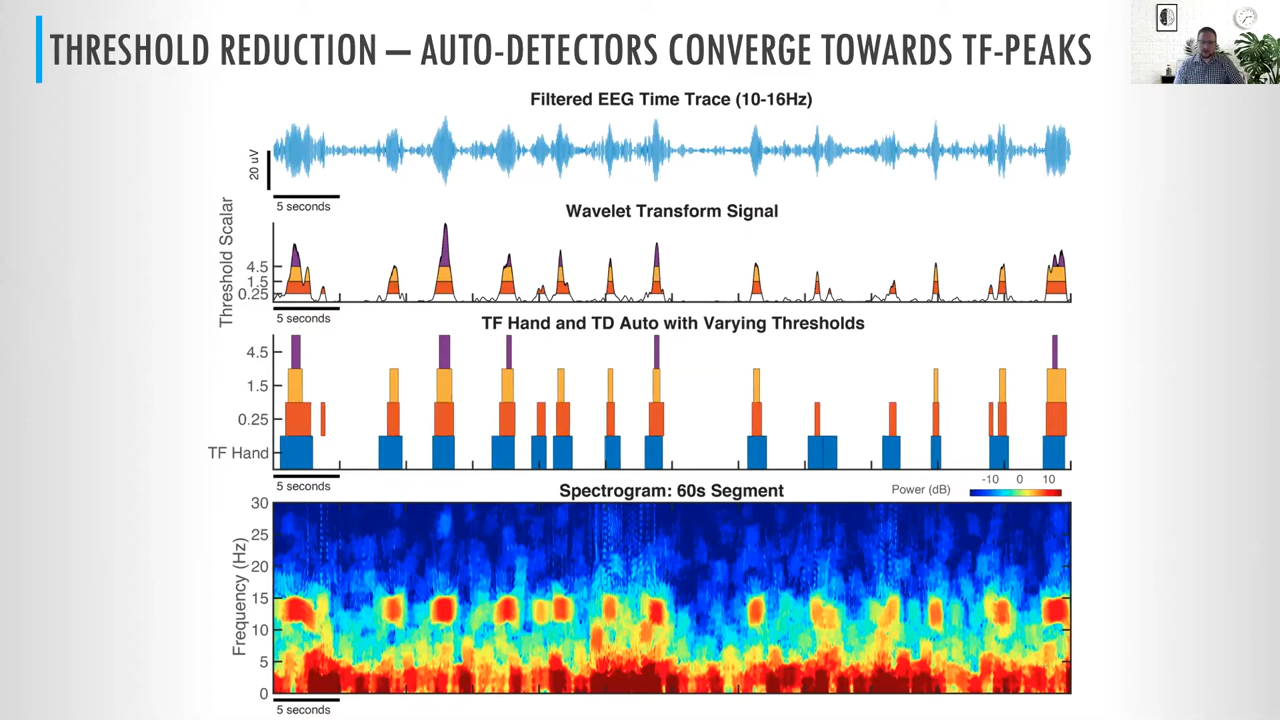 THRESHOLD REDUCTION — AUTO-DETECTORS CONVERGE TOWARDS TF-PEAKS
Filtered EEG Time Trace (10-16Hz)
20 uV
5 seconds
Wavelet Transform Signal
Threshold Scalar
4.5
1.5
0.25
5 seconds
TF Hand and TD Auto with Varying Thresholds
4.5
1.5
0.25
TF Hand
5 seconds
Spectrogram: 60s Segment
Power (dB)
-10 0 10
Frequency (Hz)
30
25
20
15
10
5
0
5 seconds